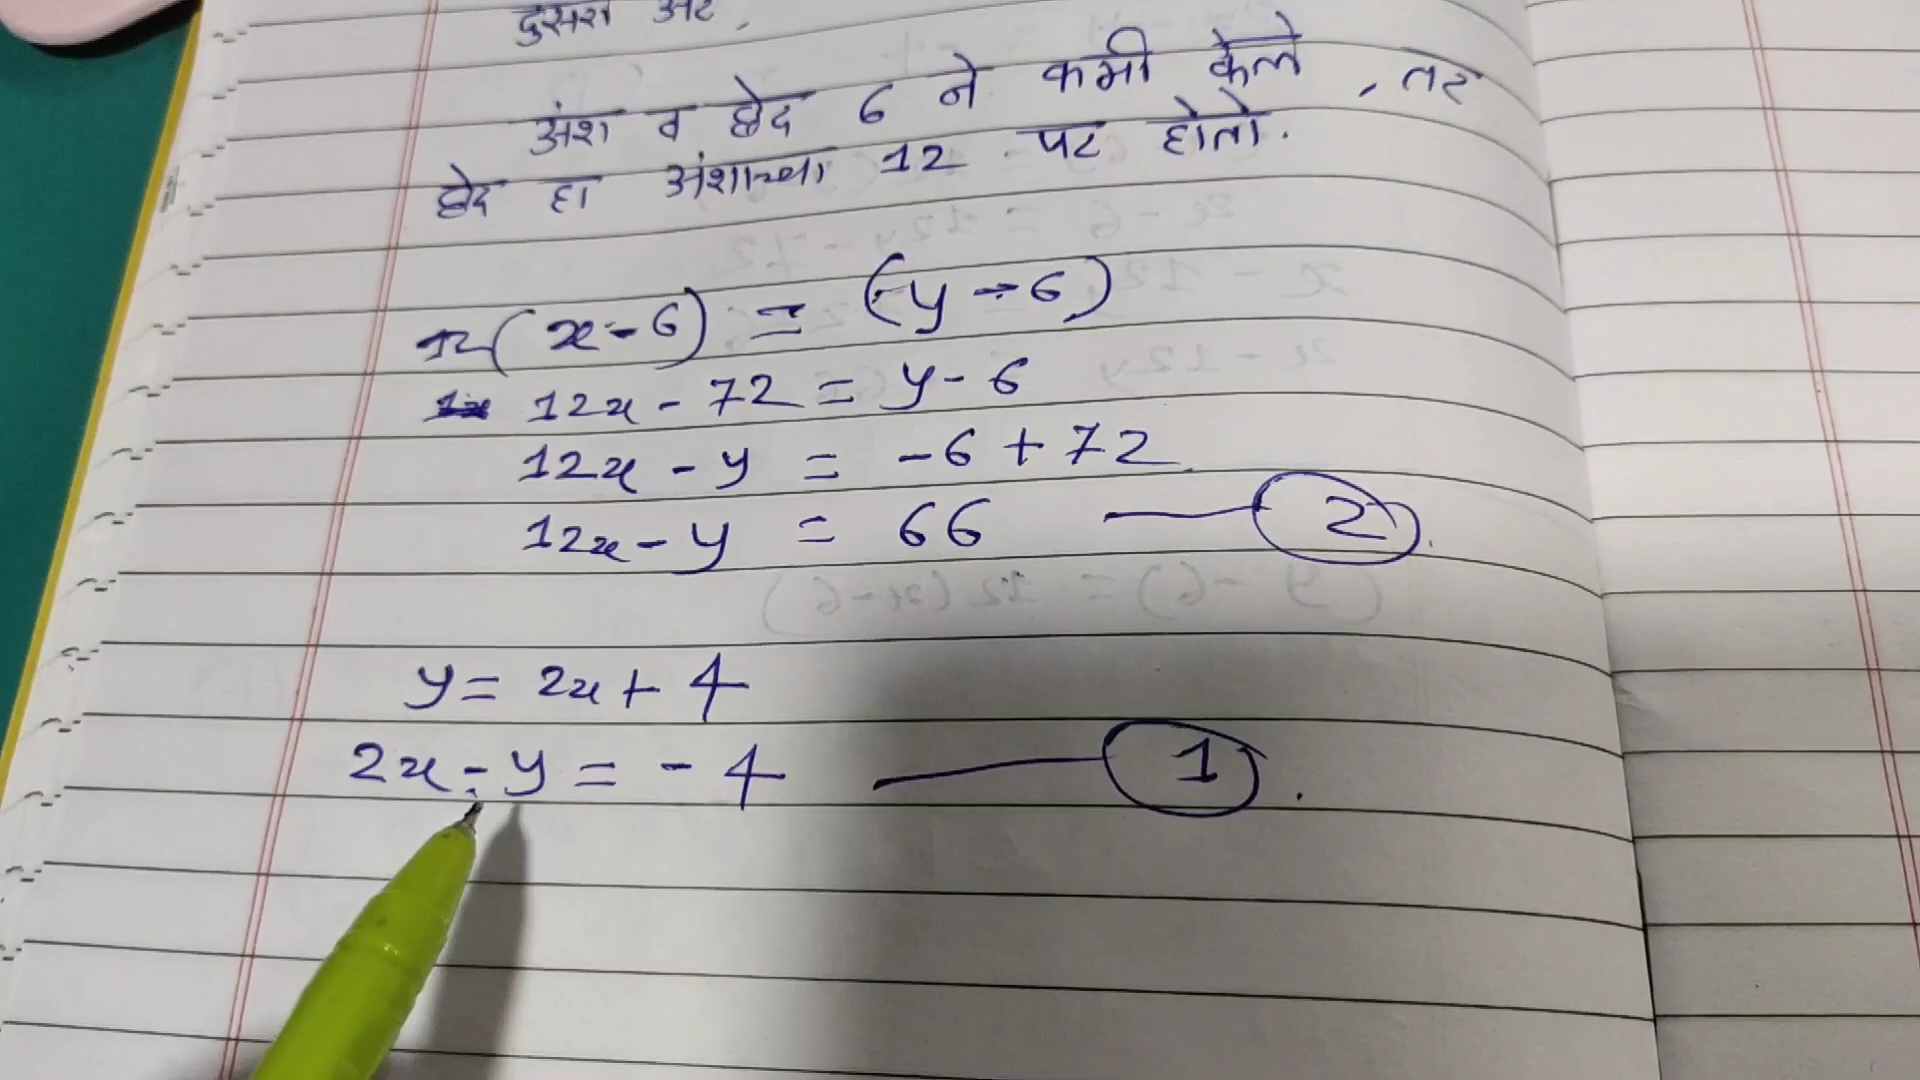 दुसरी अट,
अंश व छेद 6 ने कमी केले, तर
छेद हा अंशाच्या 12 पट होतो.
12(x-6) = (y-6)
12x - 72 = y - 6
12x - y = -6 + 72
12x - y = 66 — 2
y = 2x + 4
2x - y = -4 — 1.